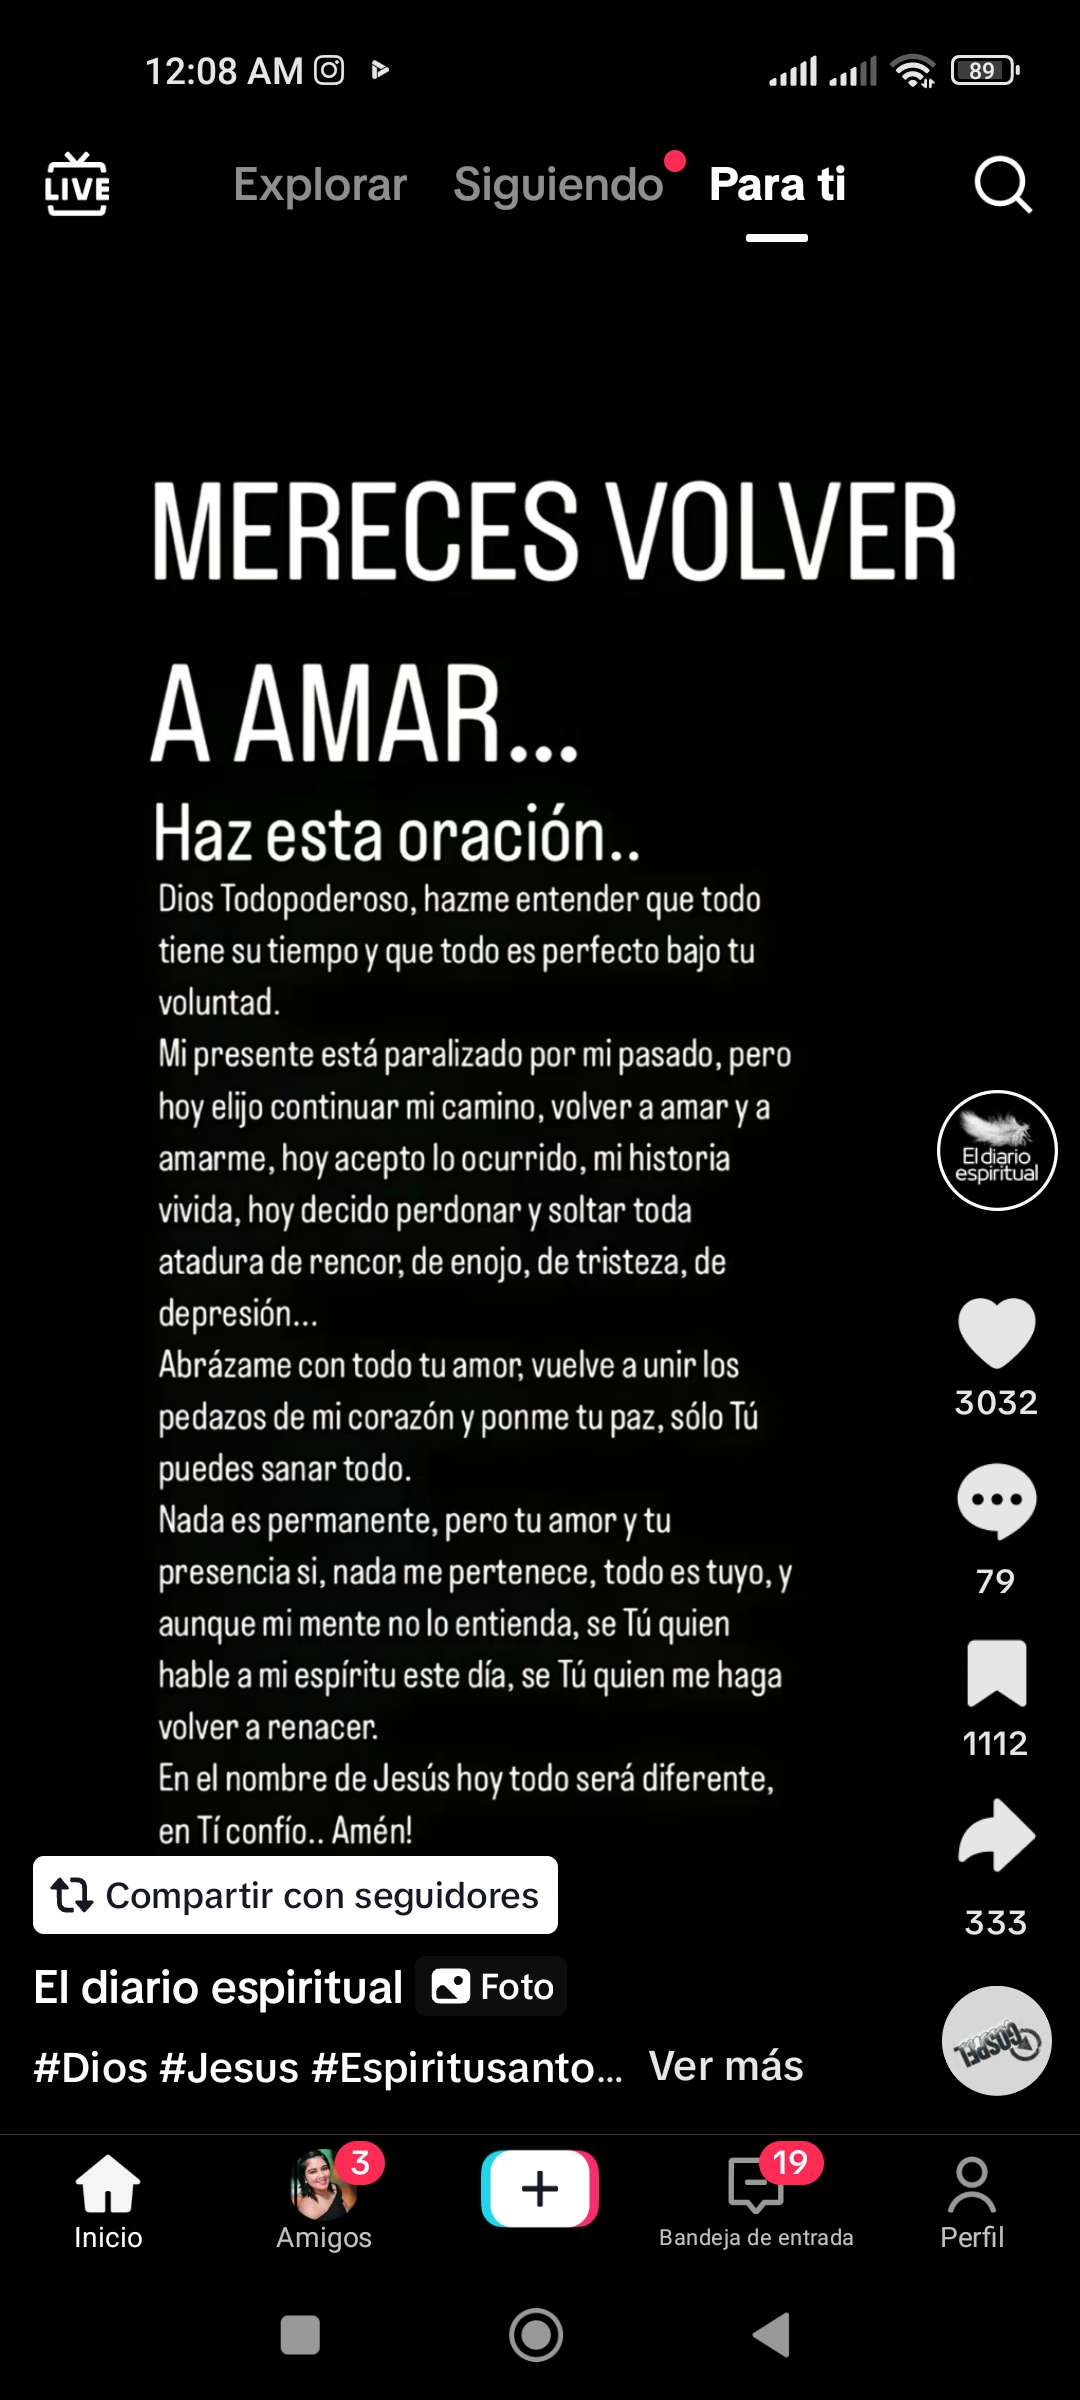 12:08 AM
89
LIVE
Explorar
Siguiendo
Para ti
MERECES VOLVER
A AMAR...
Haz esta oración..
Dios Todopoderoso, hazme entender que todo
tiene su tiempo y que todo es perfecto bajo tu
voluntad.
Mi presente está paralizado por mi pasado, pero
hoy elijo continuar mi camino, volver a amar y a
amarme, hoy acepto lo ocurrido, mi historia
vivida, hoy decido perdonar y soltar toda
atadura de rencor, de enojo, de tristeza, de
depresión...
Abrázame con todo tu amor, vuelve a unir los
pedazos de mi corazón y ponme tu paz, sólo Tú
puedes sanar todo.
Nada es permanente, pero tu amor y tu
presencia si, nada me pertenece, todo es tuyo, y
aunque mi mente no lo entienda, se Tú quien
hable a mi espíritu este día, se Tú quien me haga
volver a renacer.
En el nombre de Jesús hoy todo será diferente,
en Tí confío.. Amén!
El diario
espiritual
3032
79
1112
333
Compartir con seguidores
El diario espiritual
Foto
#Dios #Jesus #Espiritusanto...
Ver más
GOSPEL
3
19
Inicio
Amigos
Bandeja de entrada
Perfil